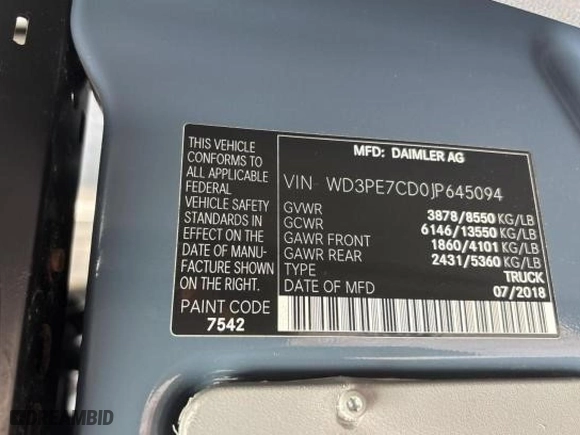 THIS VEHICLE
CONFORMS TO
ALL APPLICABLE
FEDERAL MOTOR
VEHICLE SAFETY
STANDARDS IN
EFFECT ON THE
DATE OF MANU-
FACTURE SHOWN
ON THE RIGHT.
PAINT CODE
7542
MFD: DAIMLER AG
VIN WD3PE7CD0JP645094
GVWR 3878/8550 KG/LB
GCWR 6146/13550 KG/LB
GAWR FRONT 1860/4101 KG/LB
GAWR REAR 2431/5360 KG/LB
TYPE TRUCK
DATE OF MFD 07/2018
DREAMBID